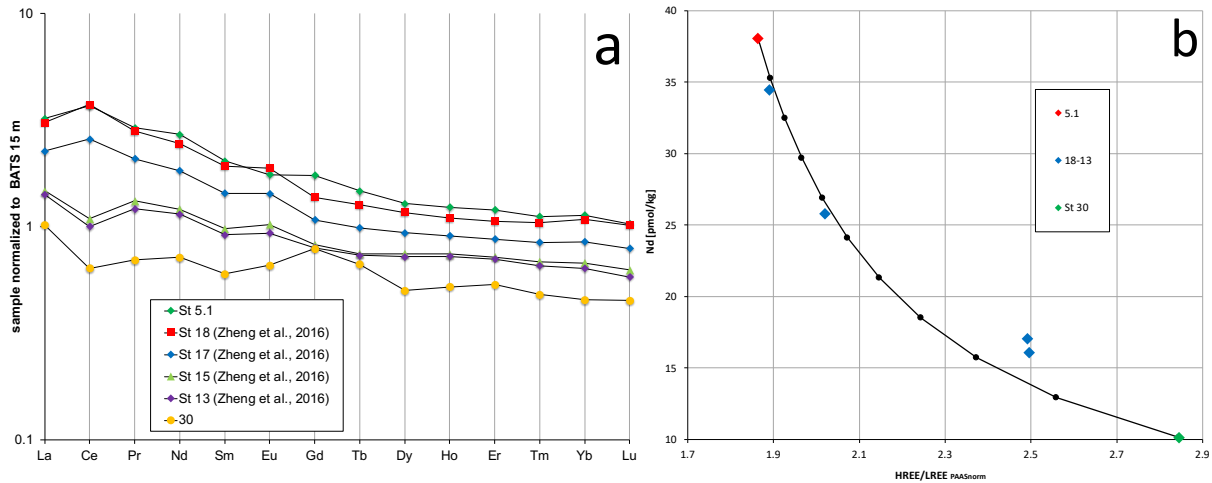 10
a
sample normalized to BATS 15 m
1
St 5.1
St 18 (Zheng et al., 2016)
St 17 (Zheng et al., 2016)
St 15 (Zheng et al., 2016)
St 13 (Zheng et al., 2016)
30
0.1
La Ce Pr Nd Sm Eu Gd Tb Dy Ho Er Tm Yb Lu
40
b
35
5.1
30
18-13
Nd [pmol/kg]
25
St 30
20
15
10
1.7 1.9 2.1 2.3 2.5 2.7 2.9
HREE/LREE PAASnorm